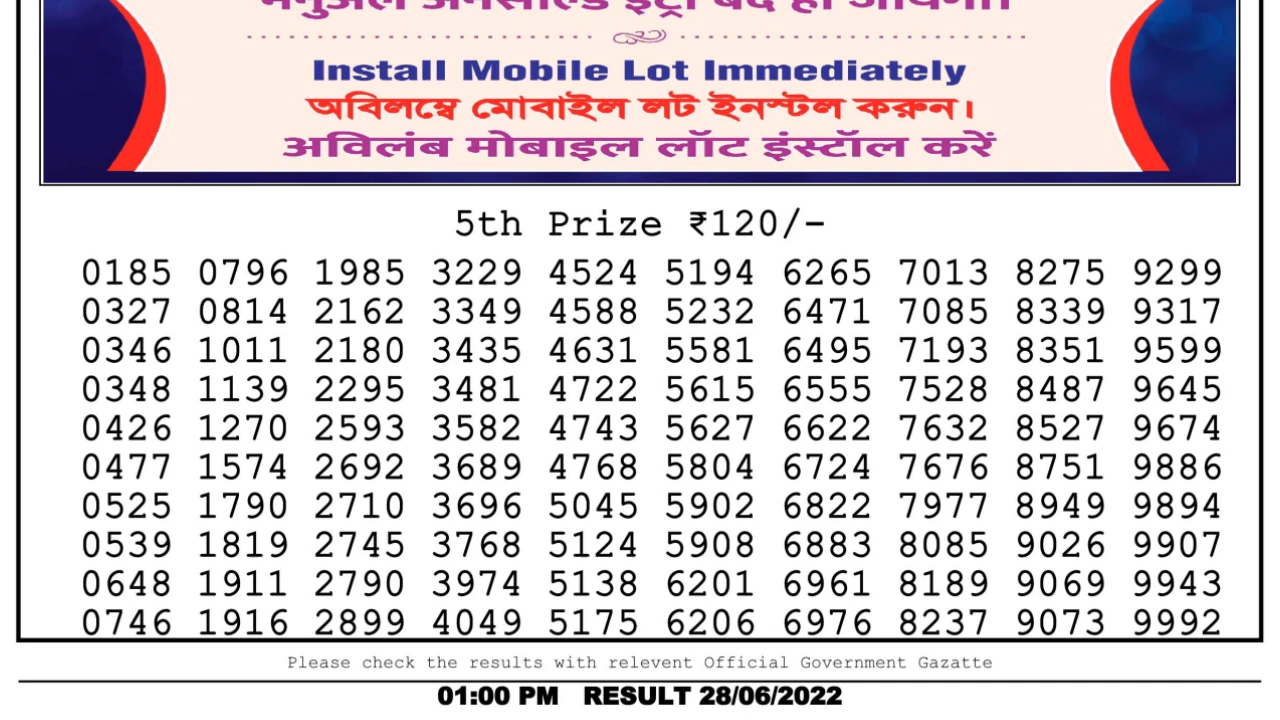 मनुअल अनसोल्ड इंट्री बंद हो जायेगा।
Install Mobile Lot Immediately
অবিলম্বে মোবাইল লট ইনস্টল করুন।
अविलंब मोबाइल लॉट इंस्टॉल करें
5th Prize ₹120/-
0185 0796 1985 3229 4524 5194 6265 7013 8275 9299
0327 0814 2162 3349 4588 5232 6471 7085 8339 9317
0346 1011 2180 3435 4631 5581 6495 7193 8351 9599
0348 1139 2295 3481 4722 5615 6555 7528 8487 9645
0426 1270 2593 3582 4743 5627 6622 7632 8527 9674
0477 1574 2692 3689 4768 5804 6724 7676 8751 9886
0525 1790 2710 3696 5045 5902 6822 7977 8949 9894
0539 1819 2745 3768 5124 5908 6883 8085 9026 9907
0648 1911 2790 3974 5138 6201 6961 8189 9069 9943
0746 1916 2899 4049 5175 6206 6976 8237 9073 9992
Please check the results with relevent Official Government Gazatte
01:00 PM RESULT 28/06/2022